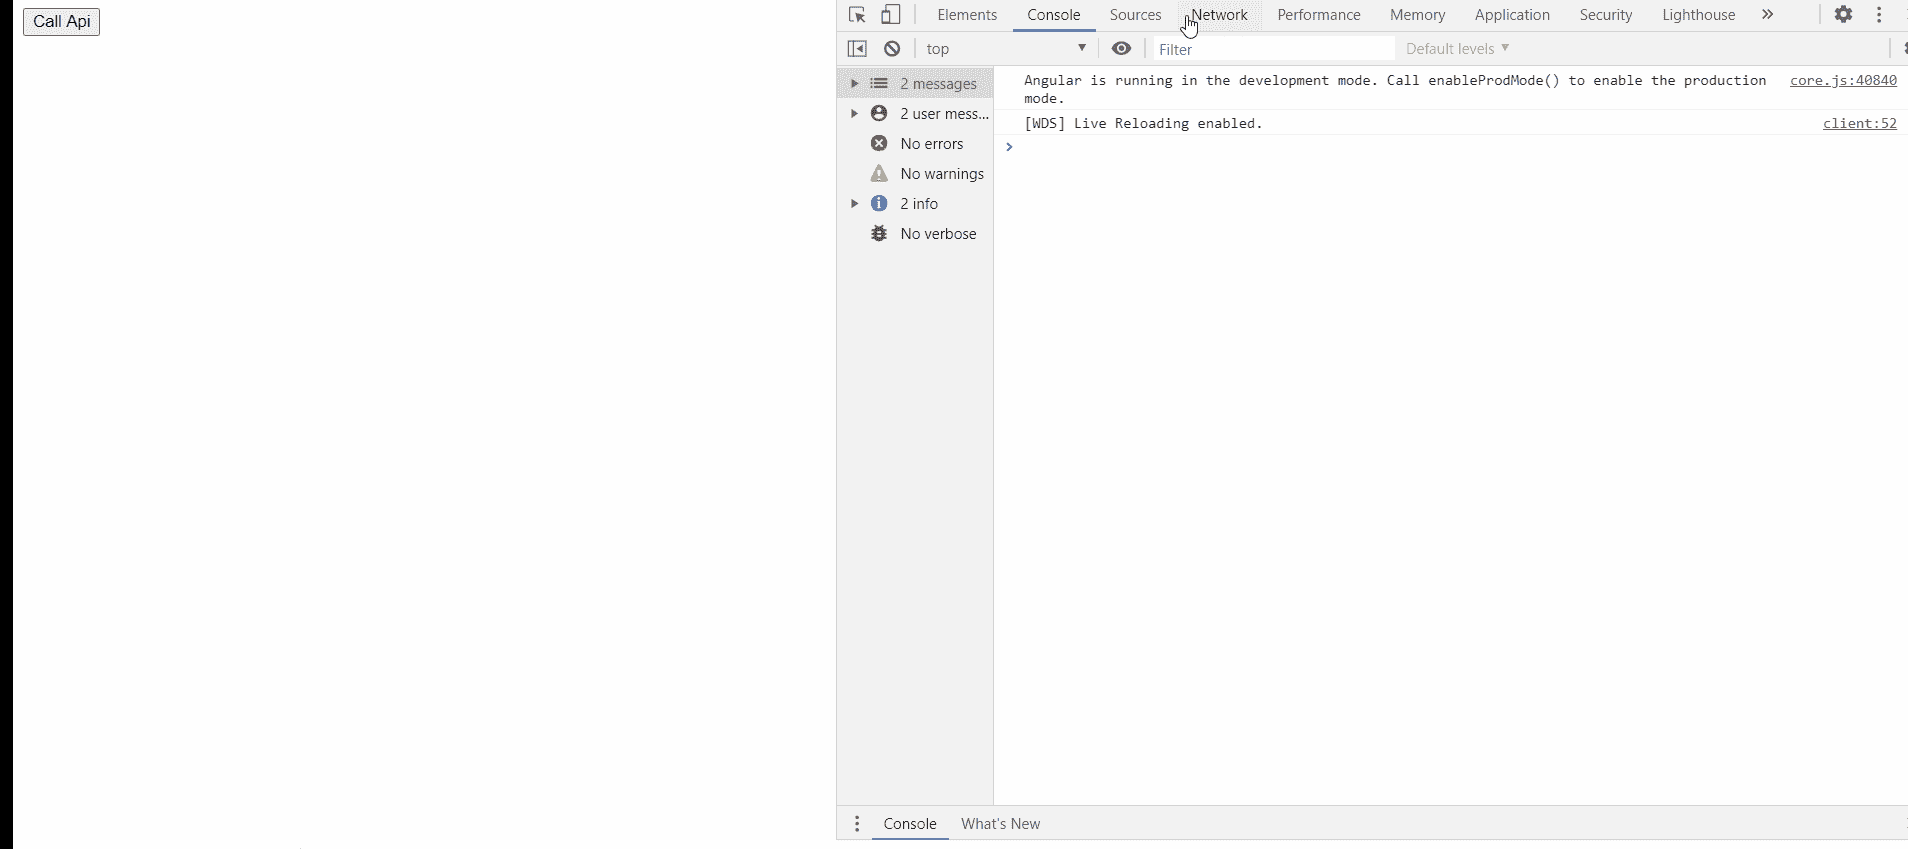 Call Api
Elements Console Sources Network Performance Memory Application Security Lighthouse
top Filter Default levels
2 messages
2 user mess...
No errors
No warnings
2 info
No verbose
Angular is running in the development mode. Call enableProdMode() to enable the production core.js:40840
mode.
[WDS] Live Reloading enabled. client:52
Console What's New